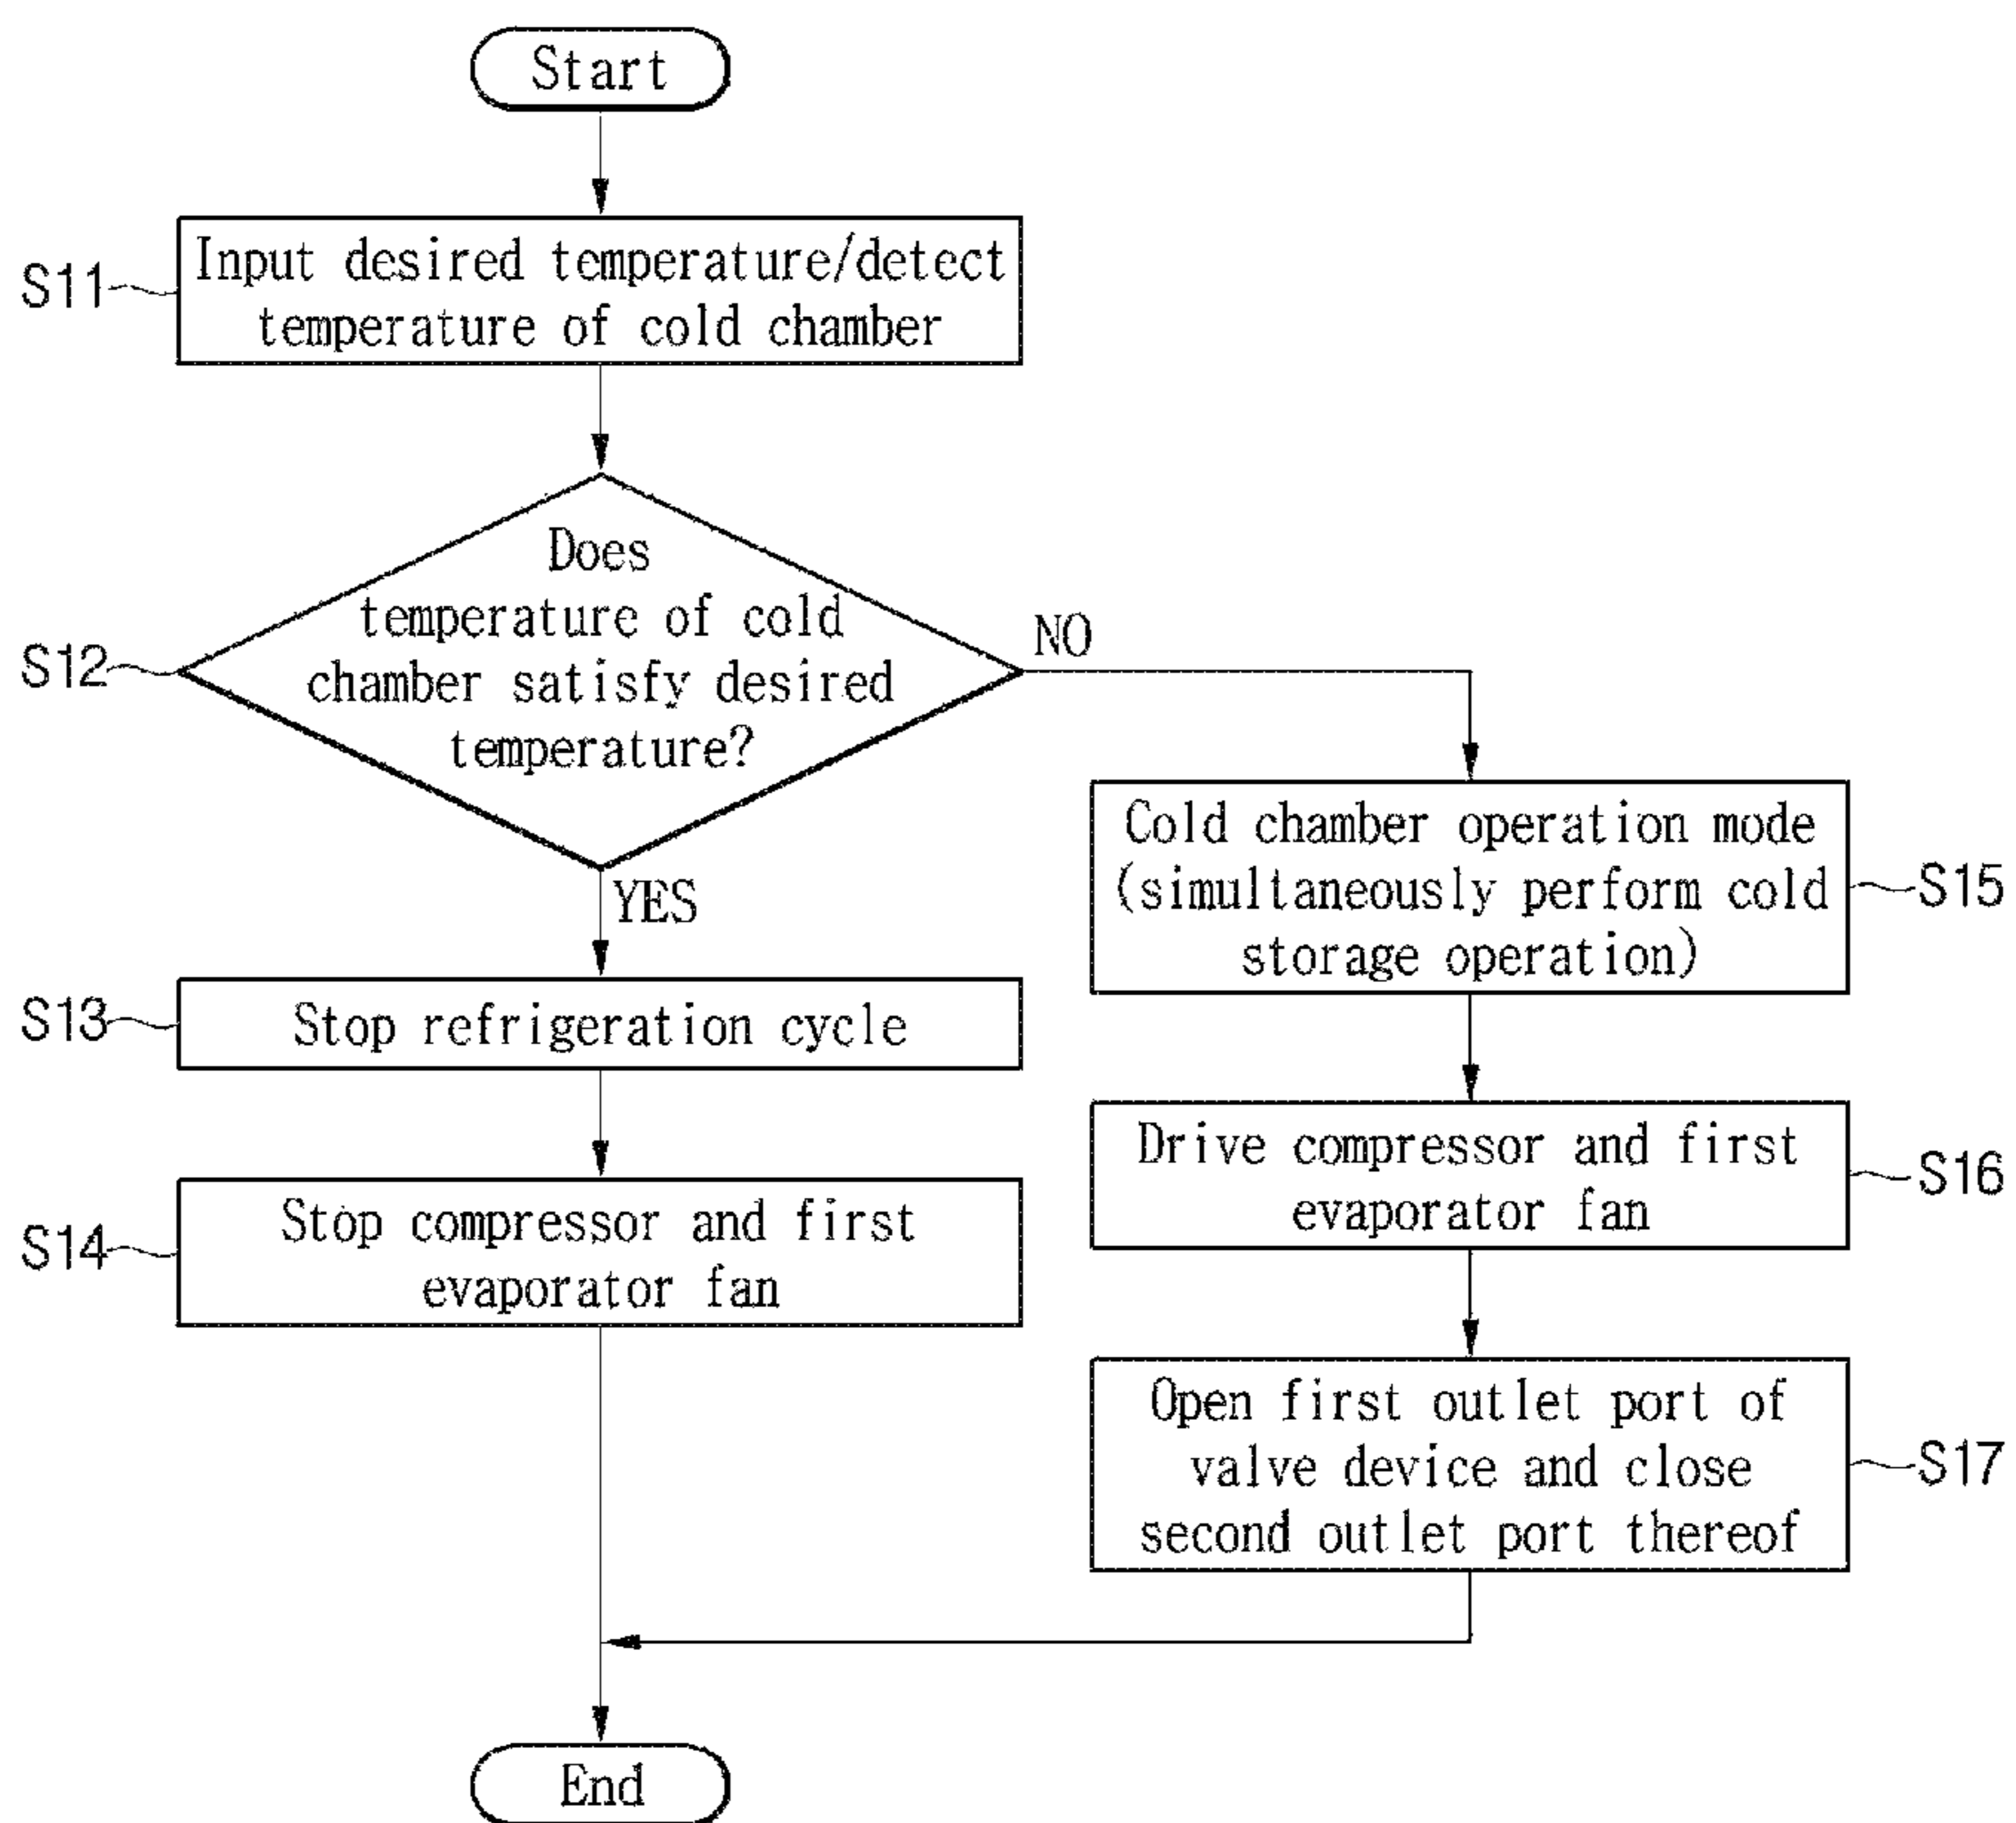 Start
S11
Input desired temperature/detect
temperature of cold chamber
S12
Does
temperature of cold
chamber satisfy desired
temperature?
NO
YES
S13
Stop refrigeration cycle
S14
Stop compressor and first
evaporator fan
Cold chamber operation mode
(simultaneously perform cold
storage operation)
S15
Drive compressor and first
evaporator fan
S16
Open first outlet port of
valve device and close
second outlet port thereof
S17
End